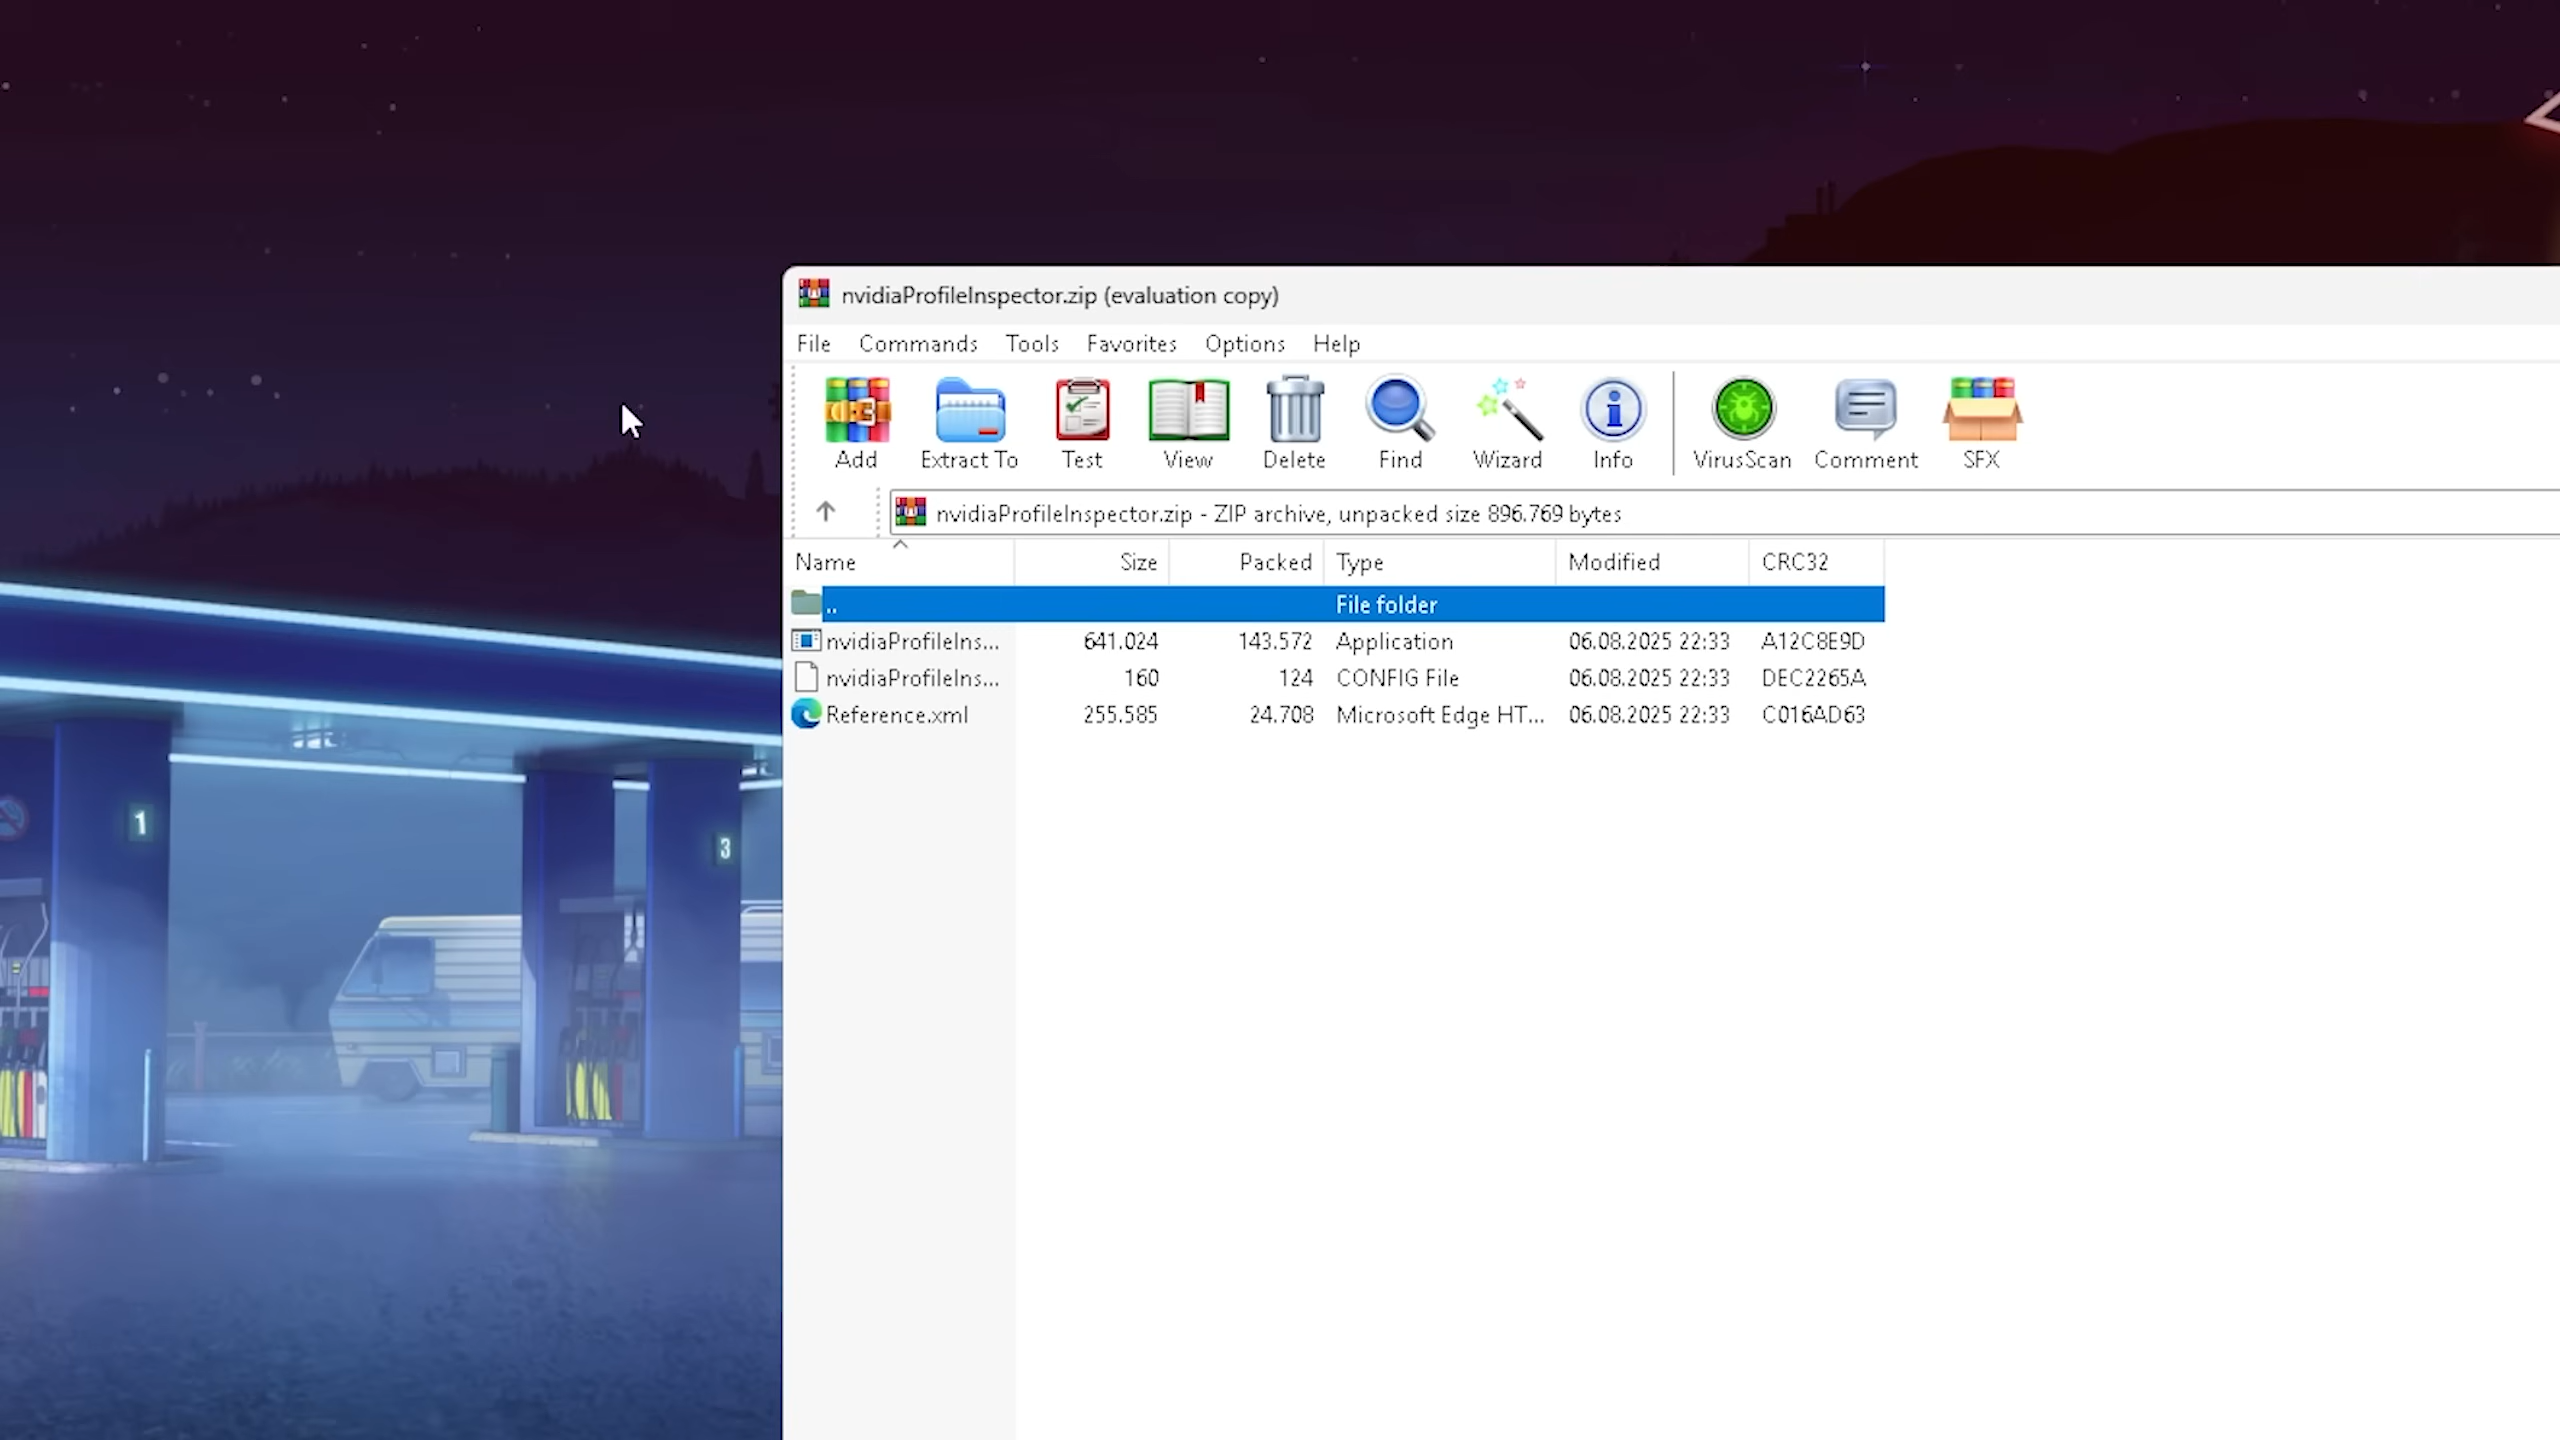 nvidiaProfileInspector.zip (evaluation copy)
File Commands Tools Favorites Options Help
Add Extract To Test View Delete Find Wizard Info VirusScan Comment SFX
nvidiaProfileInspector.zip - ZIP archive, unpacked size 896.769 bytes
Name Size Packed Type Modified CRC32
.. File folder
nvidiaProfileIns... 641.024 143.572 Application 06.08.2025 22:33 A12C8E9D
nvidiaProfileIns... 160 124 CONFIG File 06.08.2025 22:33 DEC2265A
Reference.xml 255.585 24.708 Microsoft Edge HT... 06.08.2025 22:33 C016AD63
1
3